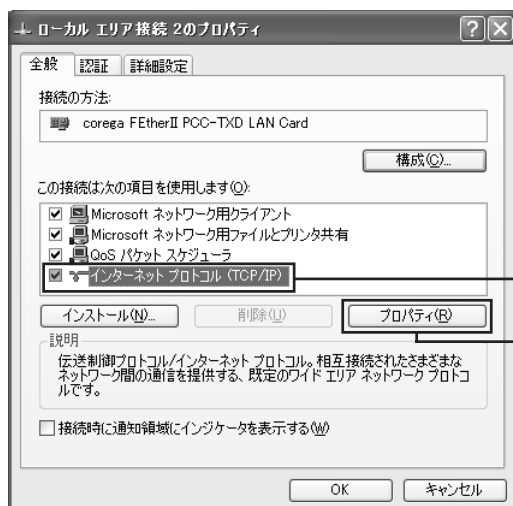 ローカル エリア接続 2のプロパティ
全般 認証 詳細設定
接続の方法:
corega FEtherII PCC-TXD LAN Card
構成(C)...
この接続は次の項目を使用します(O):
Microsoft ネットワーク用クライアント
Microsoft ネットワーク用ファイルとプリンタ共有
QoS パケット スケジューラ
インターネット プロトコル (TCP/IP)
インストール(N)... 削除(U) プロパティ(R)
説明
伝送制御プロトコル/インターネット プロトコル。相互接続されたさまざまな
ネットワーク間の通信を提供する、既定のワイド エリア ネットワーク プロトコ
ルです。
接続時に通知領域にインジケータを表示する(W)
OK キャンセル